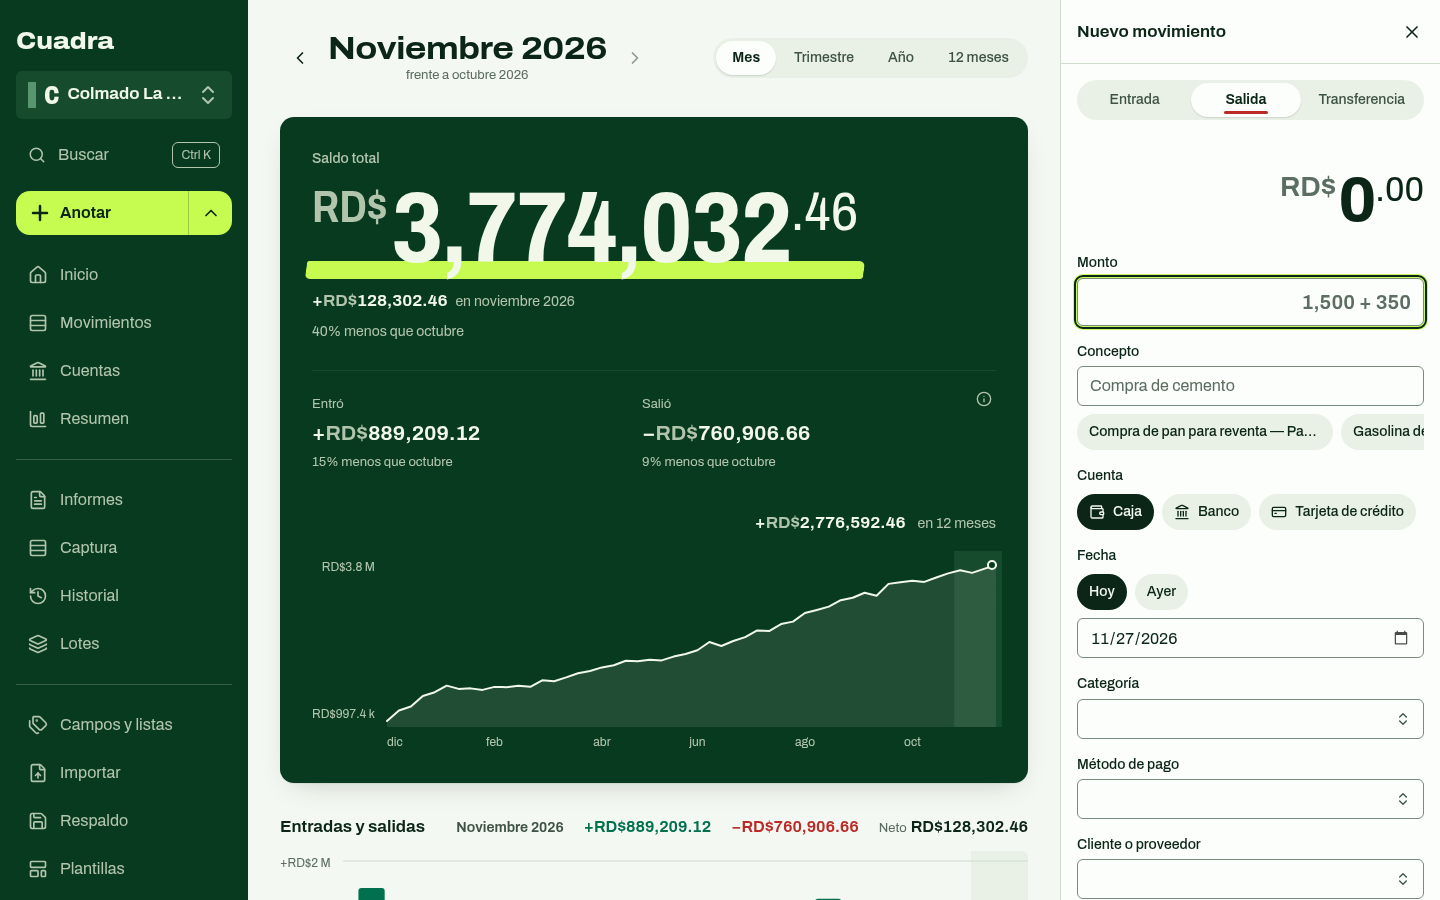 Cuadra
C Colmado La ...
Buscar
Ctrl K
Anotar
Inicio
Movimientos
Cuentas
Resumen
Informes
Captura
Historial
Lotes
Campos y listas
Importar
Respaldo
Plantillas
Noviembre 2026
frente a octubre 2026
Mes
Trimestre
Año
12 meses
Saldo total
RD$3,774,032.46
+RD$128,302.46 en noviembre 2026
40% menos que octubre
Entró
+RD$889,209.12
15% menos que octubre
Salió
−RD$760,906.66
9% menos que octubre
+RD$2,776,592.46 en 12 meses
RD$3.8 M
RD$997.4 k
dic
feb
abr
jun
ago
oct
Entradas y salidas
Noviembre 2026
+RD$889,209.12
−RD$760,906.66
Neto RD$128,302.46
+RD$2 M
Nuevo movimiento
Entrada
Salida
Transferencia
RD$0.00
Monto
1,500 + 350
Concepto
Compra de cemento
Compra de pan para reventa — Pa...
Gasolina de
Cuenta
Caja
Banco
Tarjeta de crédito
Fecha
Hoy
Ayer
11/27/2026
Categoría
Método de pago
Cliente o proveedor